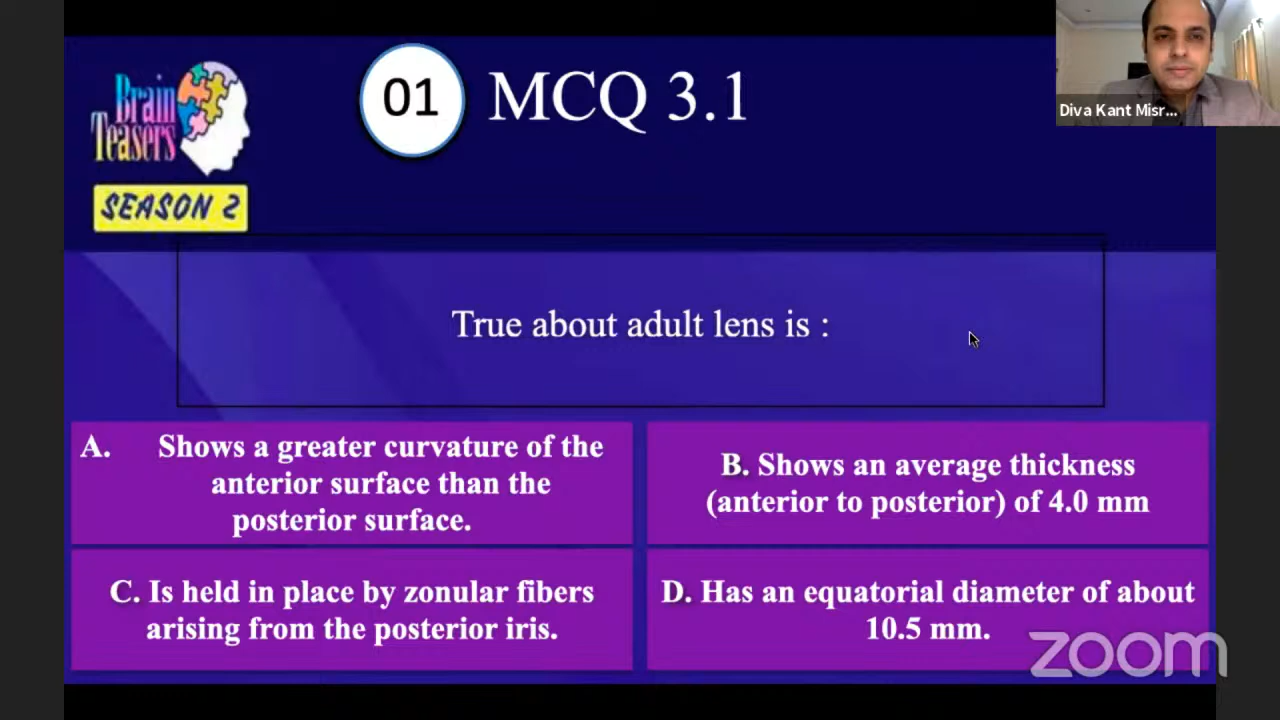 Brain
Teasers
SEASON 2
01
MCQ 3.1
Diva Kant Misr...
True about adult lens is :
A. Shows a greater curvature of the
anterior surface than the
posterior surface.
B. Shows an average thickness
(anterior to posterior) of 4.0 mm
C. Is held in place by zonular fibers
arising from the posterior iris.
D. Has an equatorial diameter of about
10.5 mm.
zoom